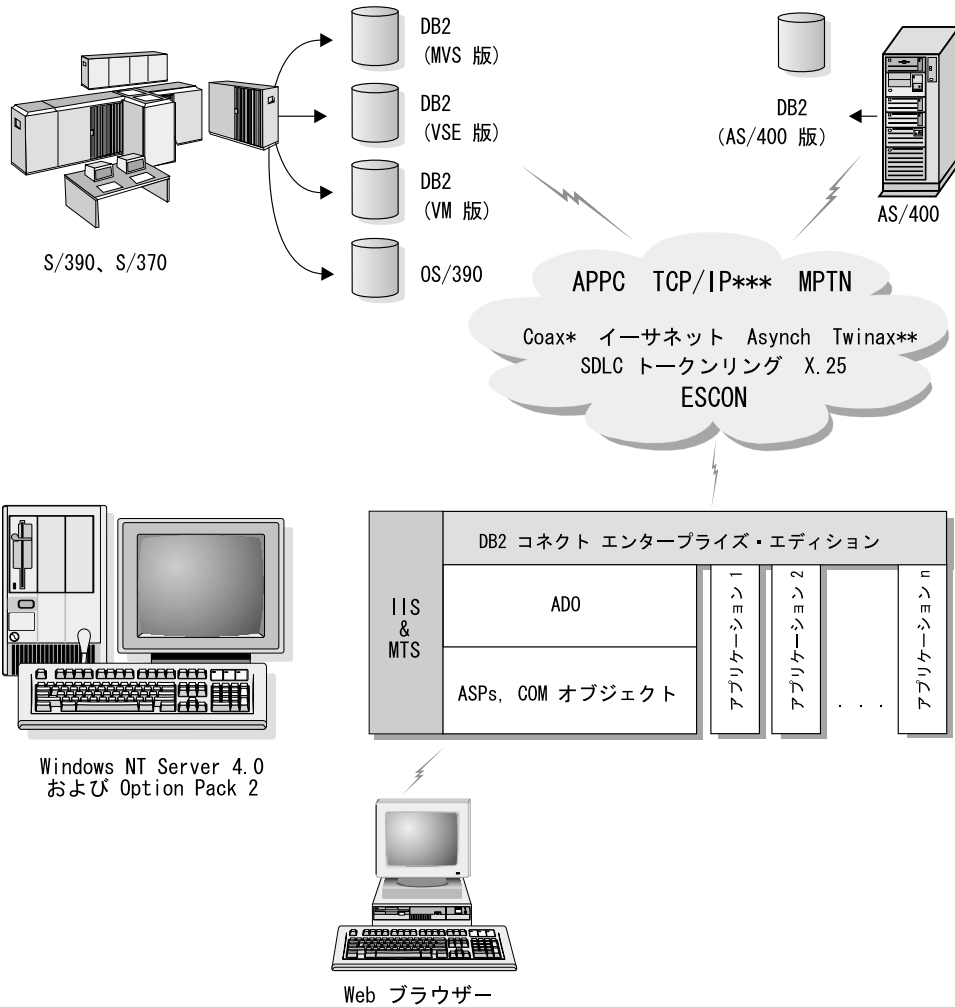 DB2
(MVS 版)
DB2
(VSE 版)
DB2
(VM 版)
OS/390
S/390、S/370
DB2
(AS/400 版)
AS/400
APPC TCP/IP*** MPTN
Coax* イーサネット Asynch Twinax**
SDLC トークンリング X.25
ESCON
DB2 コネクト エンタープライズ・エディション
IIS
&
MTS
ADO
ASPs, COM オブジェクト
アプリケーション 1
アプリケーション 2
. . .
アプリケーション n
Windows NT Server 4.0
および Option Pack 2
Web ブラウザー